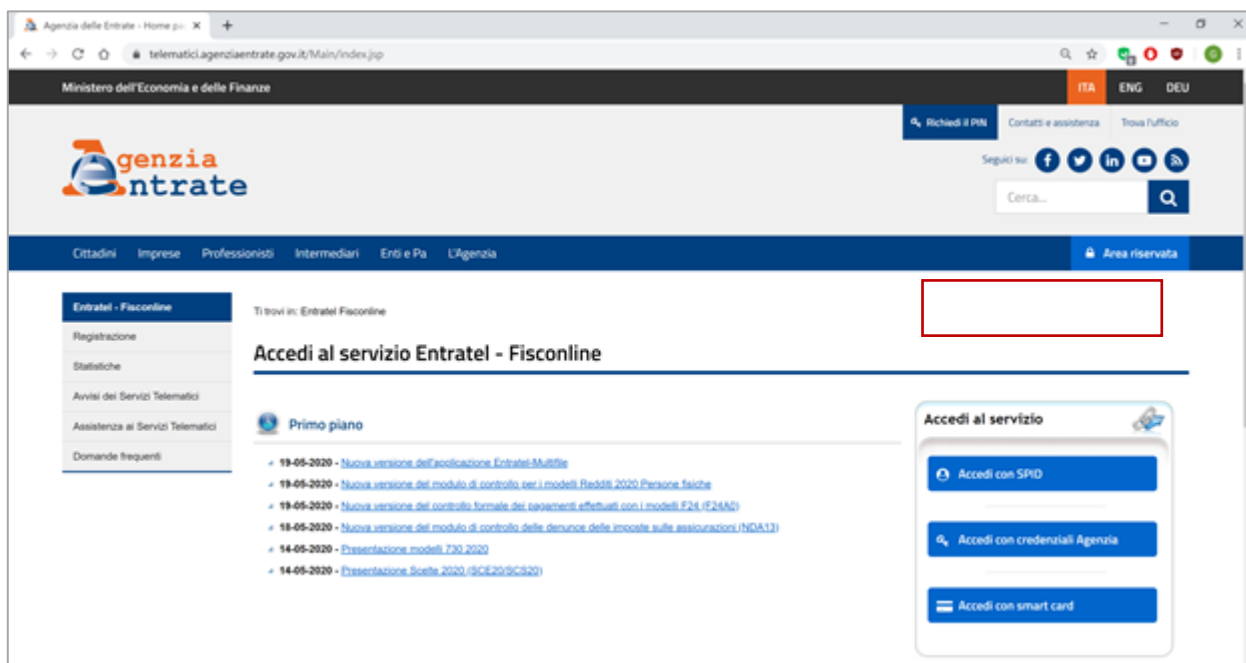 Agenzia delle Entrate - Home pa
telematici.agenziaentrate.gov.it/Main/index.jsp
Ministero dell'Economia e delle Finanze
ITA ENG DEU
Richiedi il PIN Contatti e assistenza Trova l'ufficio
Agenzia
Entrate
Seguici su:
Cerca...
Cittadini Imprese Professionisti Intermediari Enti e Pa L'Agenzia Area riservata
Entratel - Fisconline
Registrazione
Statistiche
Avvisi dei Servizi Telematici
Assistenza ai Servizi Telematici
Domande frequenti
Ti trovi in: Entratel Fisconline
Accedi al servizio Entratel - Fisconline
Primo piano
19-05-2020 - Nuova versione dell'applicazione Entratel-Multifile
19-05-2020 - Nuova versione del modulo di controllo per i modelli Redditi 2020 Persone fisiche
19-05-2020 - Nuova versione del controllo formale dei pagamenti effettuati con i modelli F24 (F24A0)
18-05-2020 - Nuova versione del modulo di controllo delle denunce delle imposte sulle assicurazioni (NDA13)
14-05-2020 - Presentazione modelli 730 2020
14-05-2020 - Presentazione Scelte 2020 (SCE20/SCS20)
Accedi al servizio
Accedi con SPID
Accedi con credenziali Agenzia
Accedi con smart card